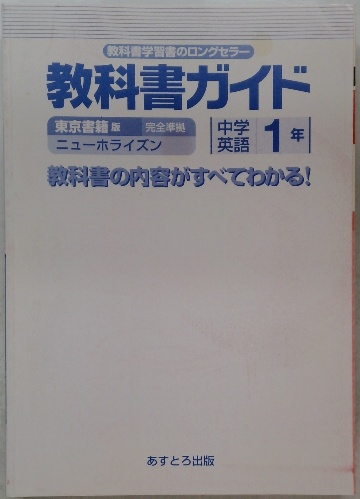 教科書学習書のロングセラー
教科書ガイド
東京書籍 版 完全準拠
ニューホライズン
中学
英語
1年
教科書の内容がすべてわかる!
あすとろ出版